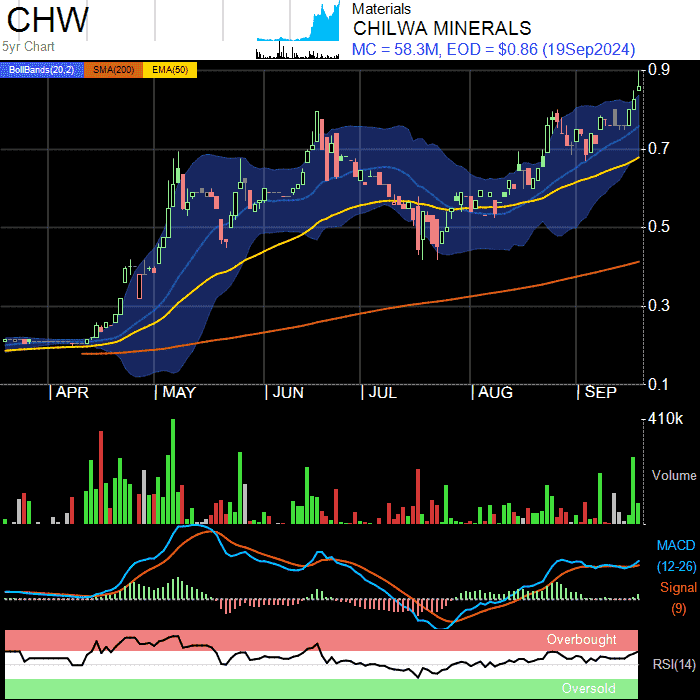 CHW
5yr Chart
Materials
CHILWA MINERALS
MC = 58.3M, EOD = $0.86 (19Sep2024)
BollBands(20,2) SMA(200) EMA(50)
0.9
0.7
0.5
0.3
0.1
APR MAY JUN JUL AUG SEP
410k
Volume
MACD
(12-26)
Signal
(9)
Overbought
RSI(14)
Oversold